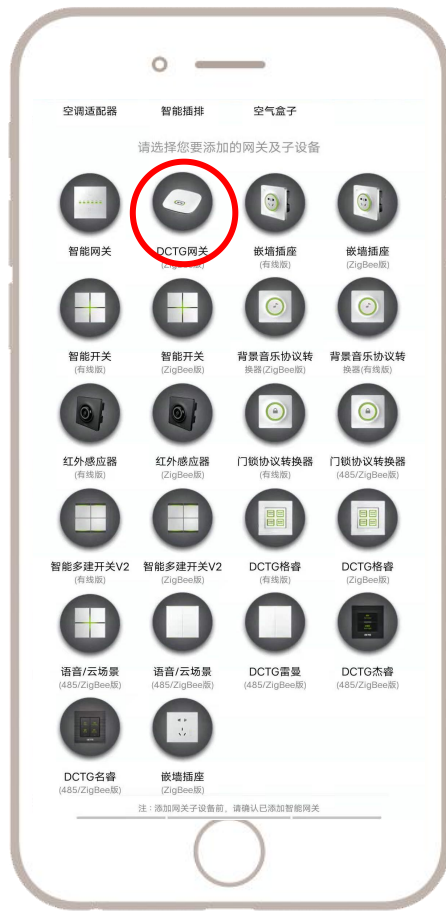 空调适配器 智能插排 空气盒子
请选择您要添加的网关及子设备
智能网关 DCTG网关 嵌墙插座 嵌墙插座
(ZigBee版) (有线版) (ZigBee版)
智能开关 智能开关 背景音乐协议转 背景音乐协议转
(有线版) (ZigBee版) 换器(ZigBee版) 换器(有线版)
红外感应器 红外感应器 门锁协议转换器 门锁协议转换器
(有线版) (ZigBee版) (有线版) (485/ZigBee版)
智能多建开关V2 智能多建开关V2 DCTG格睿 DCTG格睿
(有线版) (ZigBee版) (有线版) (ZigBee版)
语音/云场景 语音/云场景 DCTG雷曼 DCTG杰睿
(485/ZigBee版) (485/ZigBee版) (485/ZigBee版) (485/ZigBee版)
DCTG名睿 嵌墙插座
(485/ZigBee版) (ZigBee版)
注：添加网关子设备前，请确认已添加智能网关